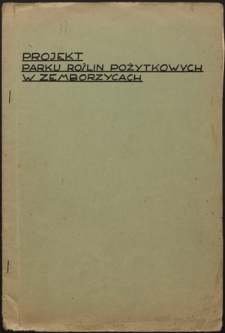 PROJEKT
PARKU ROŚLIN POŻYTKOWYCH
W ZEMBORZYCACH